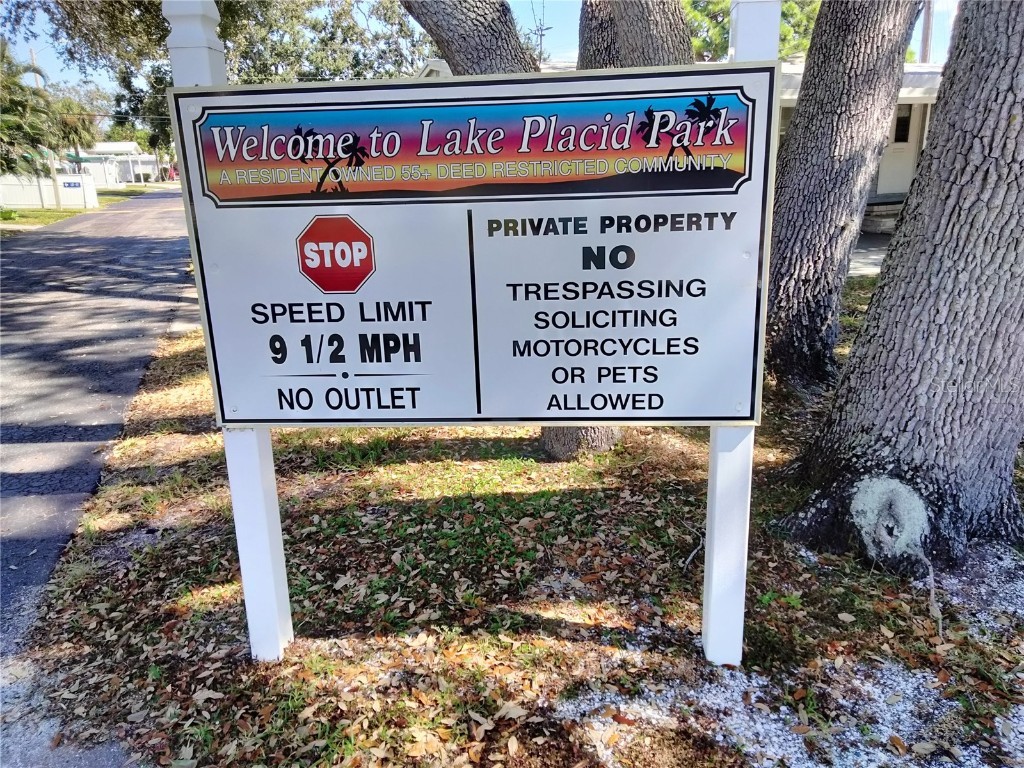 Welcome to Lake Placid Park
A RESIDENT OWNED 55+ DEED RESTRICTED COMMUNITY
STOP
SPEED LIMIT
9 1/2 MPH
NO OUTLET
PRIVATE PROPERTY
NO
TRESPASSING
SOLICITING
MOTORCYCLES
OR PETS
ALLOWED